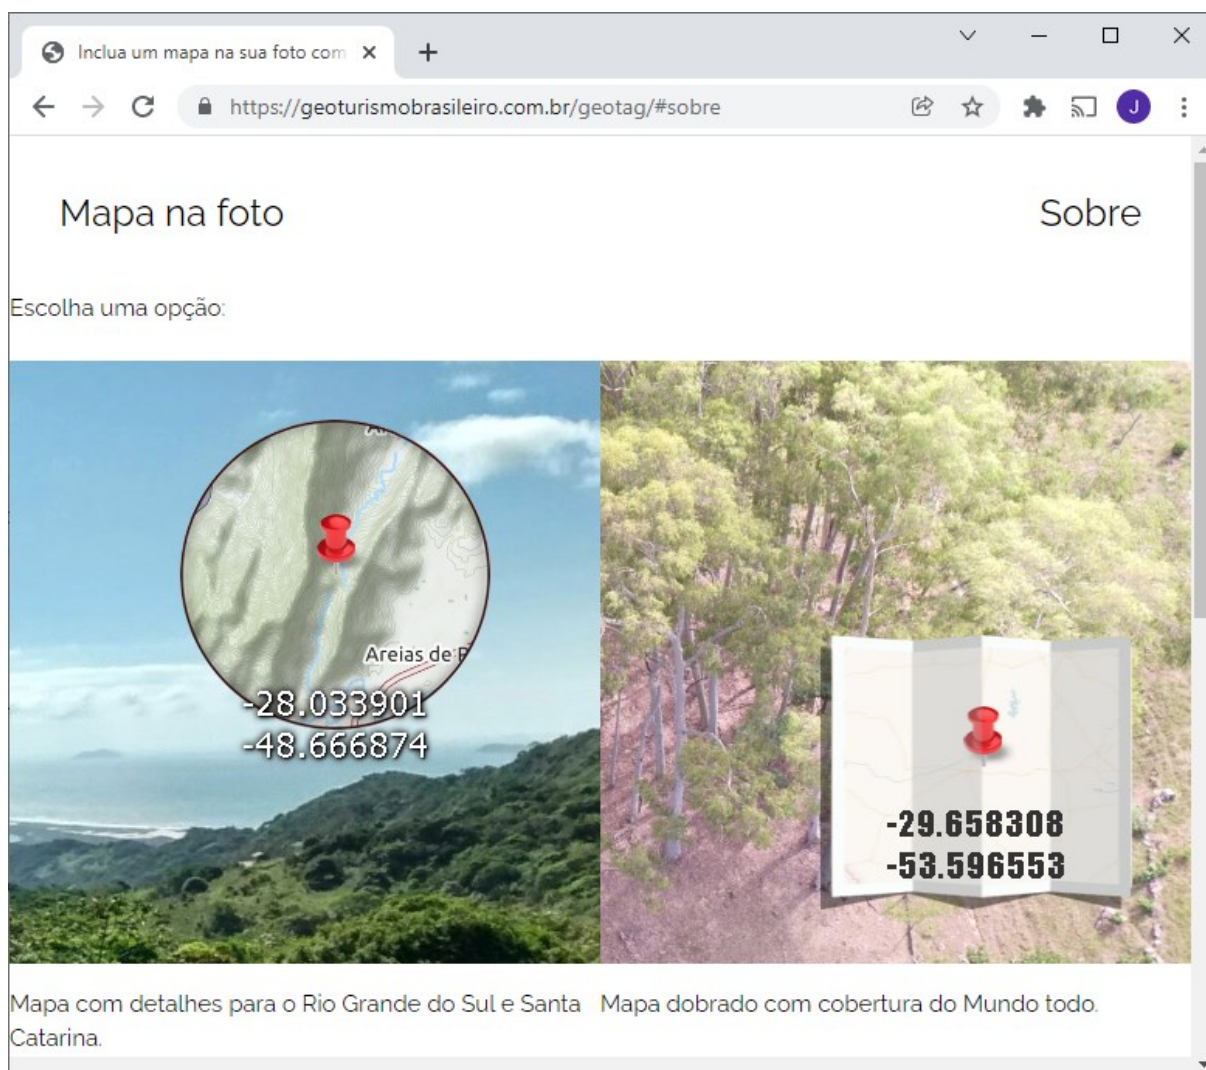 Inclua um mapa na sua foto com
https://geoturismobrasileiro.com.br/geotag/#sobre
J
Mapa na foto
Sobre
Escolha uma opção:
Areias de
-28.033901
-48.666874
-29.658308
-53.596553
Mapa com detalhes para o Rio Grande do Sul e Santa
Catarina.
Mapa dobrado com cobertura do Mundo todo.